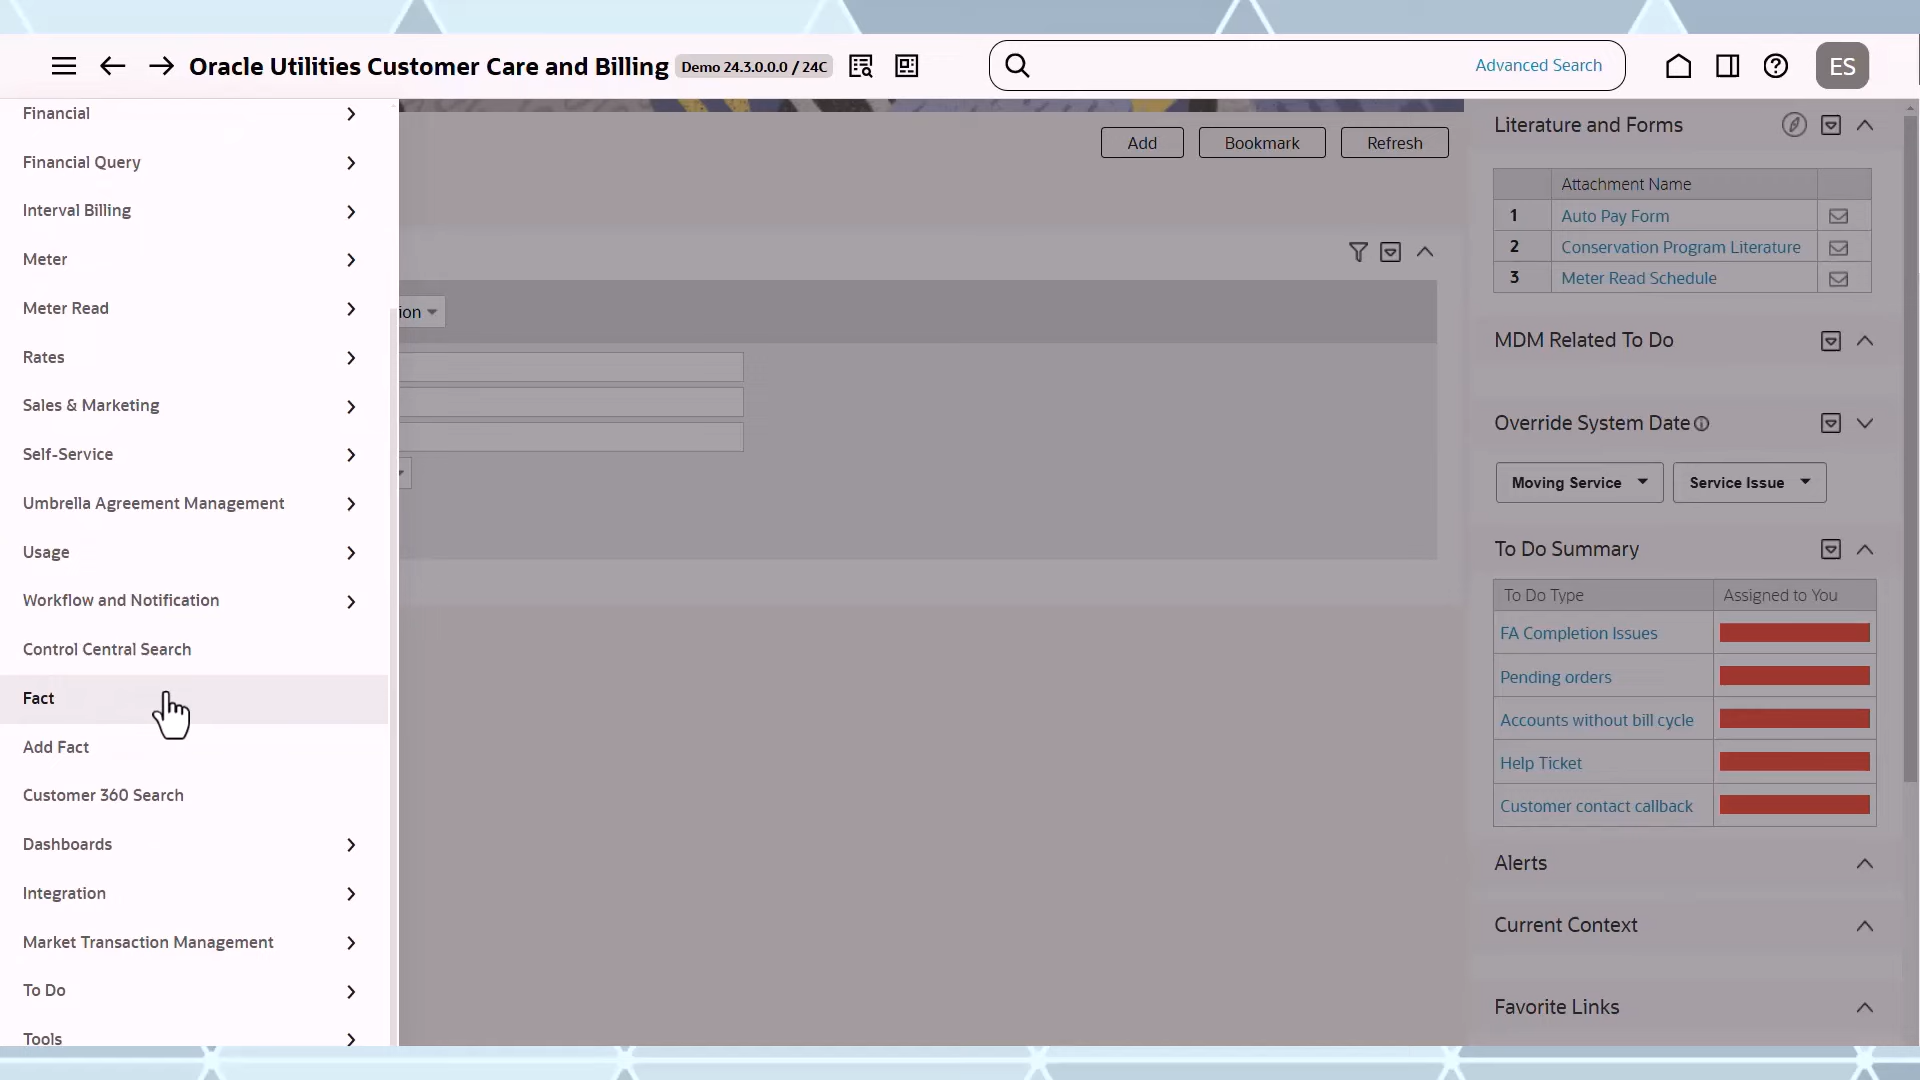 Oracle Utilities Customer Care and Billing Demo 24.3.0.0.0 / 24C Advanced Search ES
Financial
Financial Query
Interval Billing
Meter
Meter Read
Rates
Sales & Marketing
Self-Service
Umbrella Agreement Management
Usage
Workflow and Notification
Control Central Search
Fact
Add Fact
Customer 360 Search
Dashboards
Integration
Market Transaction Management
To Do
Tools
Add Bookmark Refresh
ion
Literature and Forms
Attachment Name
1 Auto Pay Form
2 Conservation Program Literature
3 Meter Read Schedule
MDM Related To Do
Override System Date
Moving Service Service Issue
To Do Summary
To Do Type Assigned to You
FA Completion Issues
Pending orders
Accounts without bill cycle
Help Ticket
Customer contact callback
Alerts
Current Context
Favorite Links